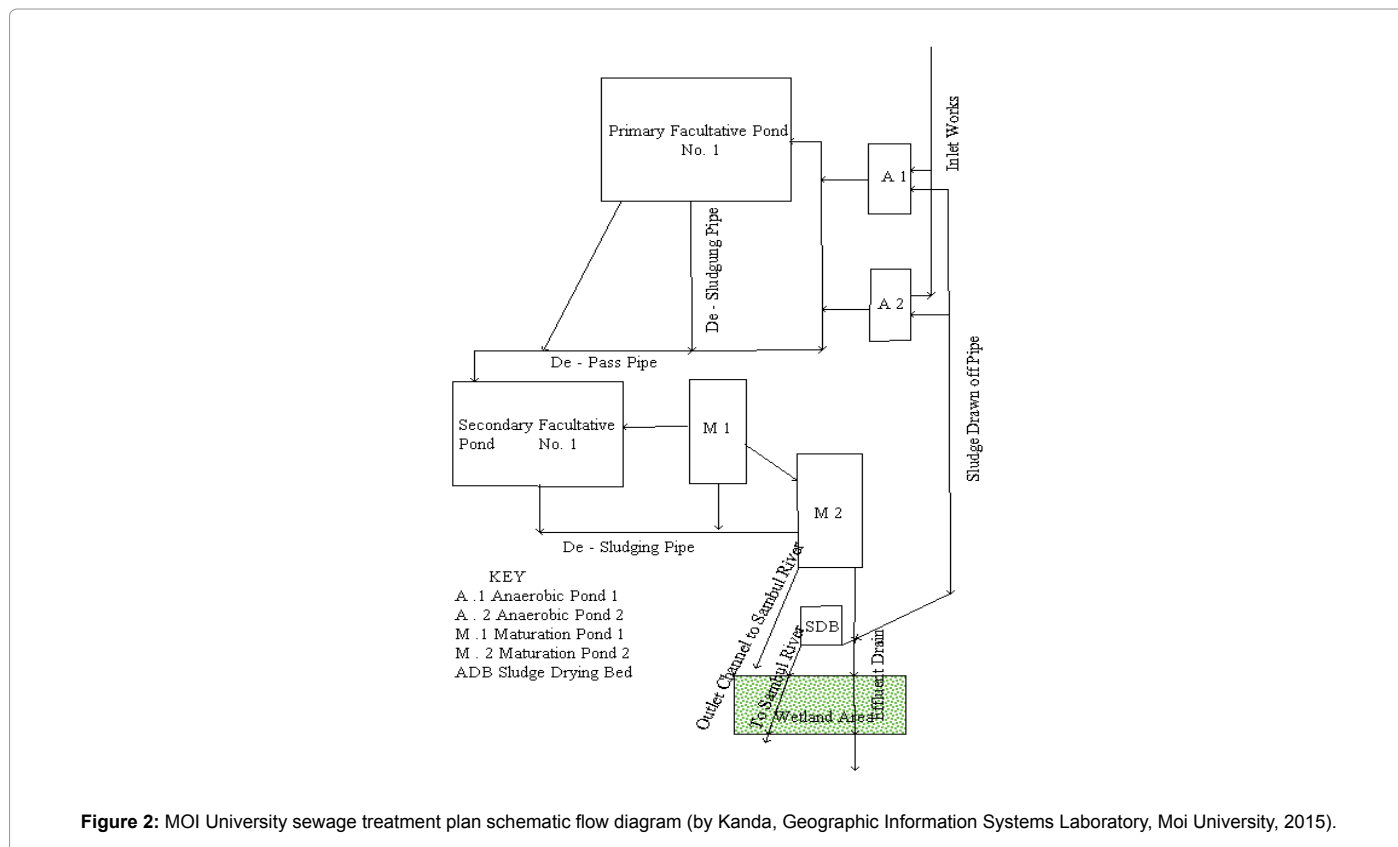 Inlet Works
Primary Facultative Pond
No. 1
A 1
De - Sludgung Pipe
A 2
De - Pass Pipe
Sludge Drawn off Pipe
Secondary Facultative
Pond No. 1
M 1
M 2
De - Sludging Pipe
KEY
A .1 Anaerobic Pond 1
A . 2 Anaerobic Pond 2
M .1 Maturation Pond 1
M . 2 Maturation Pond 2
ADB Sludge Drying Bed
Outlet Channel to Sambul River
SDB
To Sambul River
Effluent Drain
Wetland Area
Figure 2: MOI University sewage treatment plan schematic flow diagram (by Kanda, Geographic Information Systems Laboratory, Moi University, 2015).